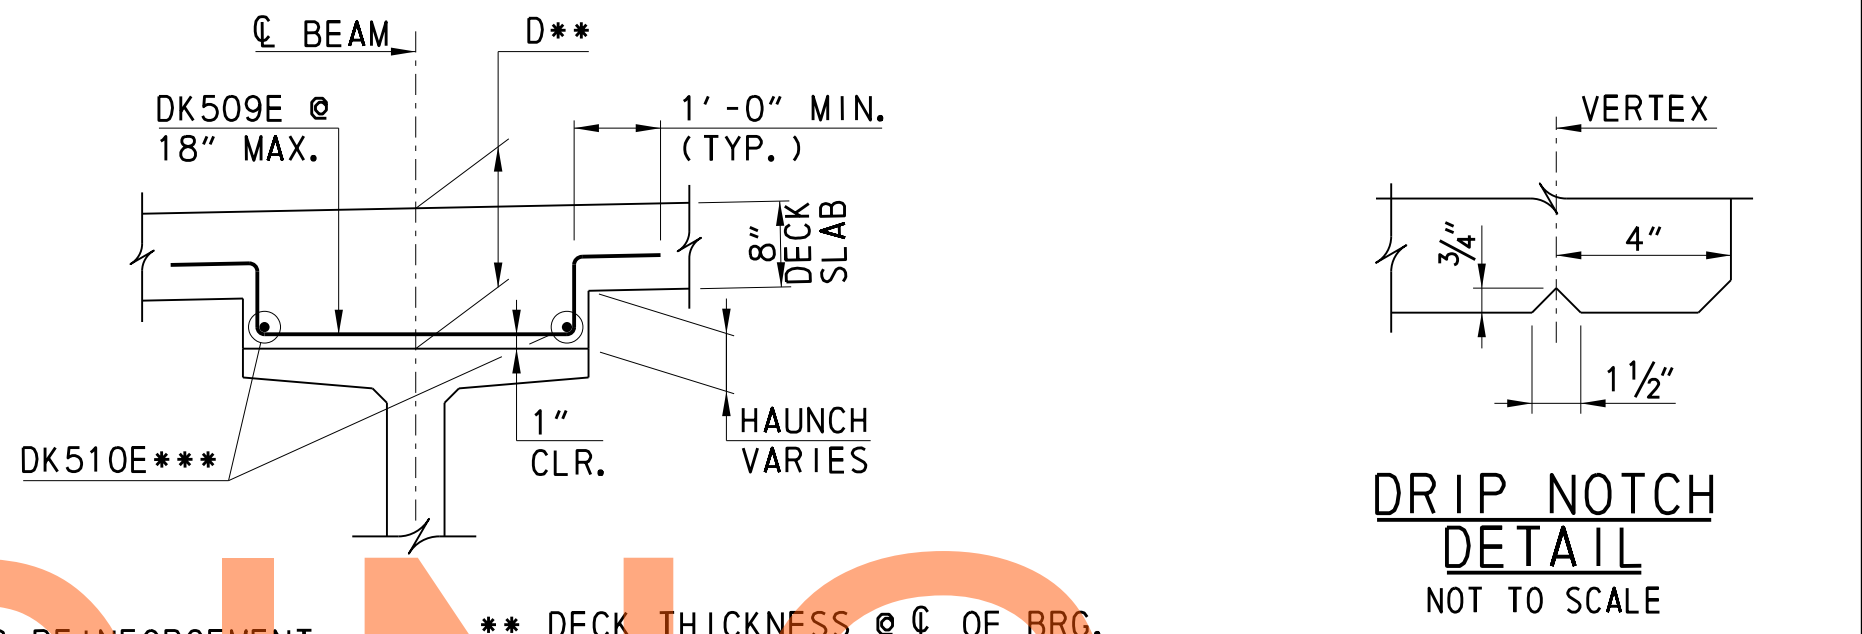 ℄ BEAM
D**
DK509E @
18" MAX.
1'-0" MIN.
(TYP.)
8"
DECK
SLAB
DK510E***
1"
CLR.
HAUNCH
VARIES
VERTEX
3/4"
4"
1 1/2"
DRIP NOTCH
DETAIL
NOT TO SCALE
REINFORCEMENT
** DECK THICKNESS @ ℄ OF BRG.